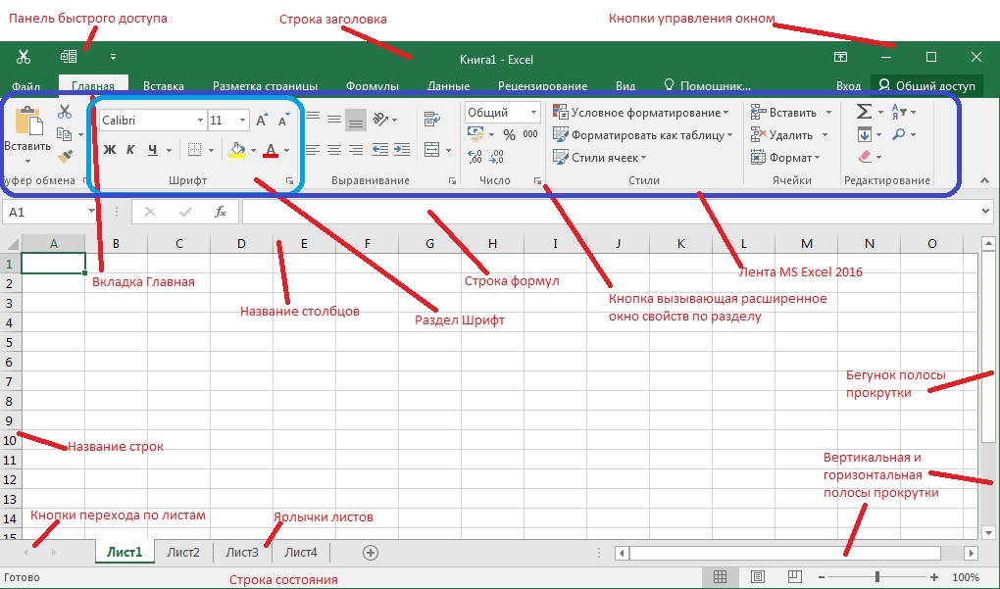 Панель быстрого доступа
Строка заголовка
Кнопки управления окном
Книга1 - Excel
Файл Главная Вставка Разметка страницы Формулы Данные Рецензирование Вид Помощник... Вход Общий доступ
Calibri 11 Общий Условное форматирование Вставить Σ
Вставить Ж К Ч А % 000 Форматировать как таблицу Удалить
Стили ячеек Формат
уфер обмена Шрифт Выравнивание Число Стили Ячейки Редактирование
A1 fx
A B C D E F G H I J K L M N O
1
2
3
4
5
6
7
8
9
10
11
12
13
14
15
Вкладка Главная
Строка формул
Лента MS Excel 2016
Название столбцов
Раздел Шрифт
Кнопка вызывающая расширенное
окно свойств по разделу
Бегунок полосы
прокрутки
Название строк
Вертикальная и
горизонтальная
полосы прокрутки
Кнопки перехода по листам
Ярлычки листов
Лист1 Лист2 Лист3 Лист4
Готово
Строка состояния
100%